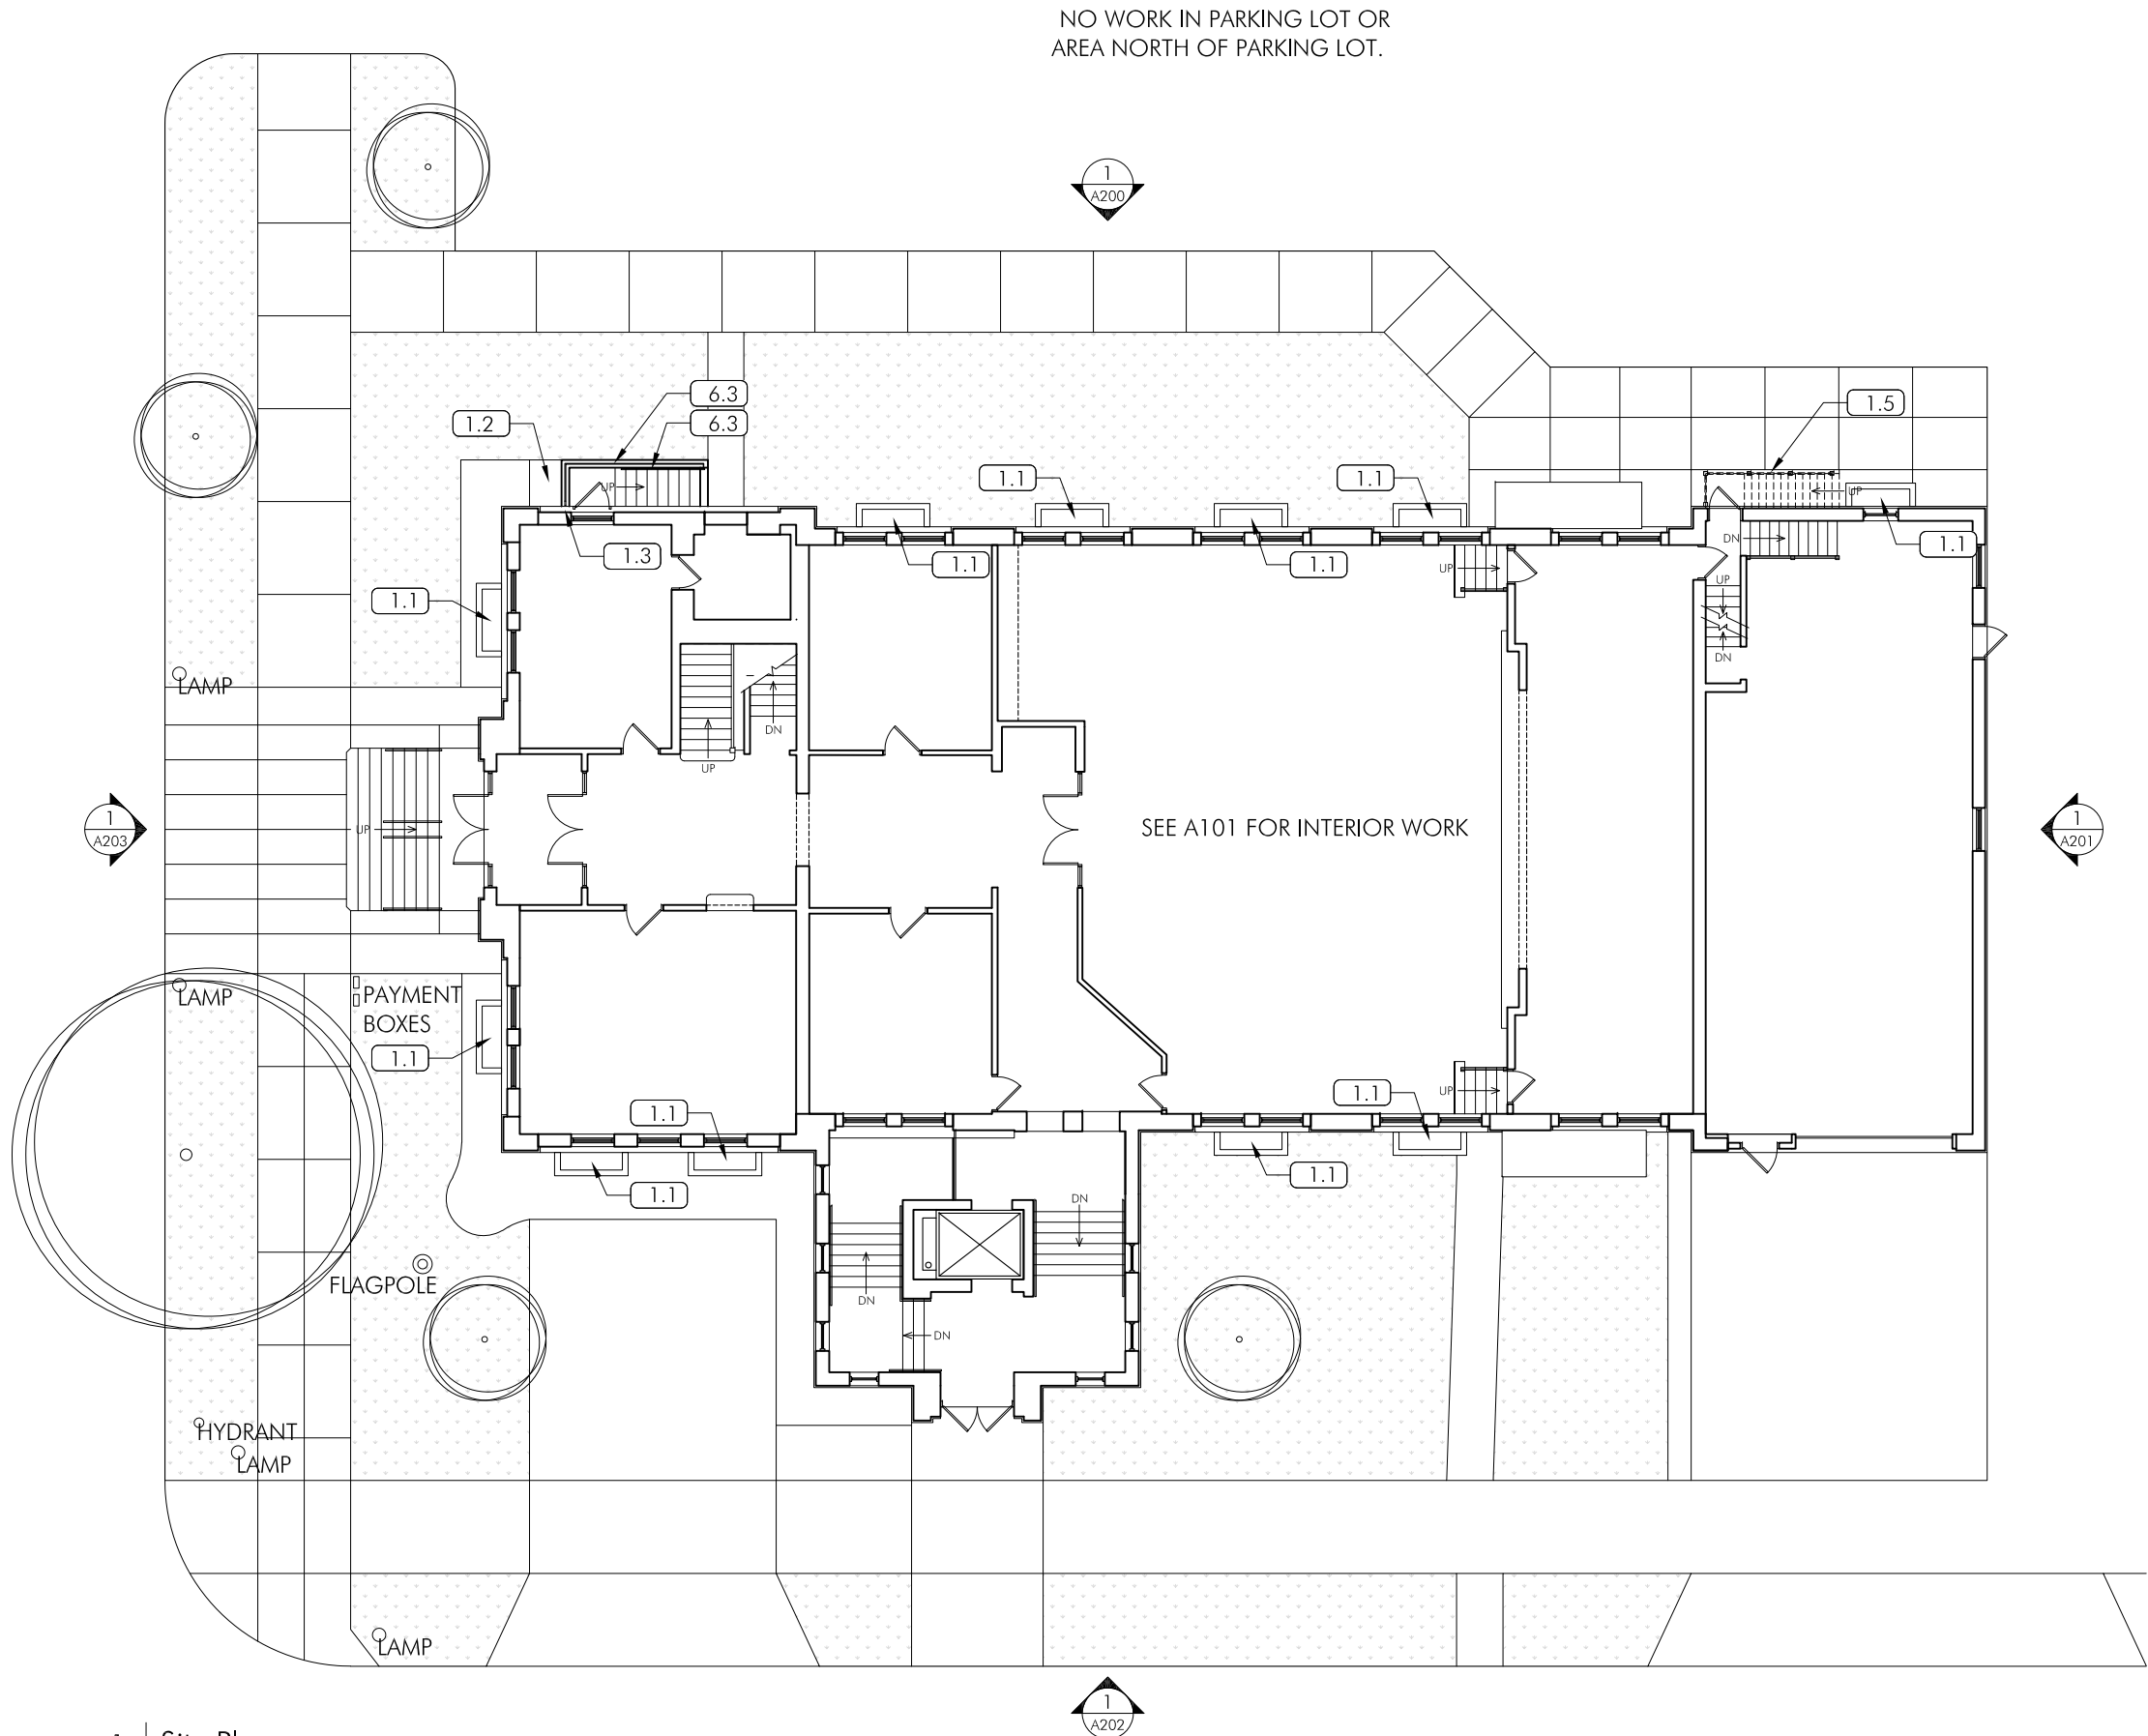 NO WORK IN PARKING LOT OR
AREA NORTH OF PARKING LOT.
1
A200
6.3
6.3
1.2
1.5
1.1
1.1
UP
UP
1.3
1.1
1.1
1.1
DN
UP
1.1
UP
DN
LAMP
DN
UP
1
A203
UP
SEE A101 FOR INTERIOR WORK
1
A201
LAMP
PAYMENT
BOXES
1.1
UP
1.1
1.1
1.1
1.1
DN
DN
DN
FLAGPOLE
HYDRANT
LAMP
LAMP
1
A202